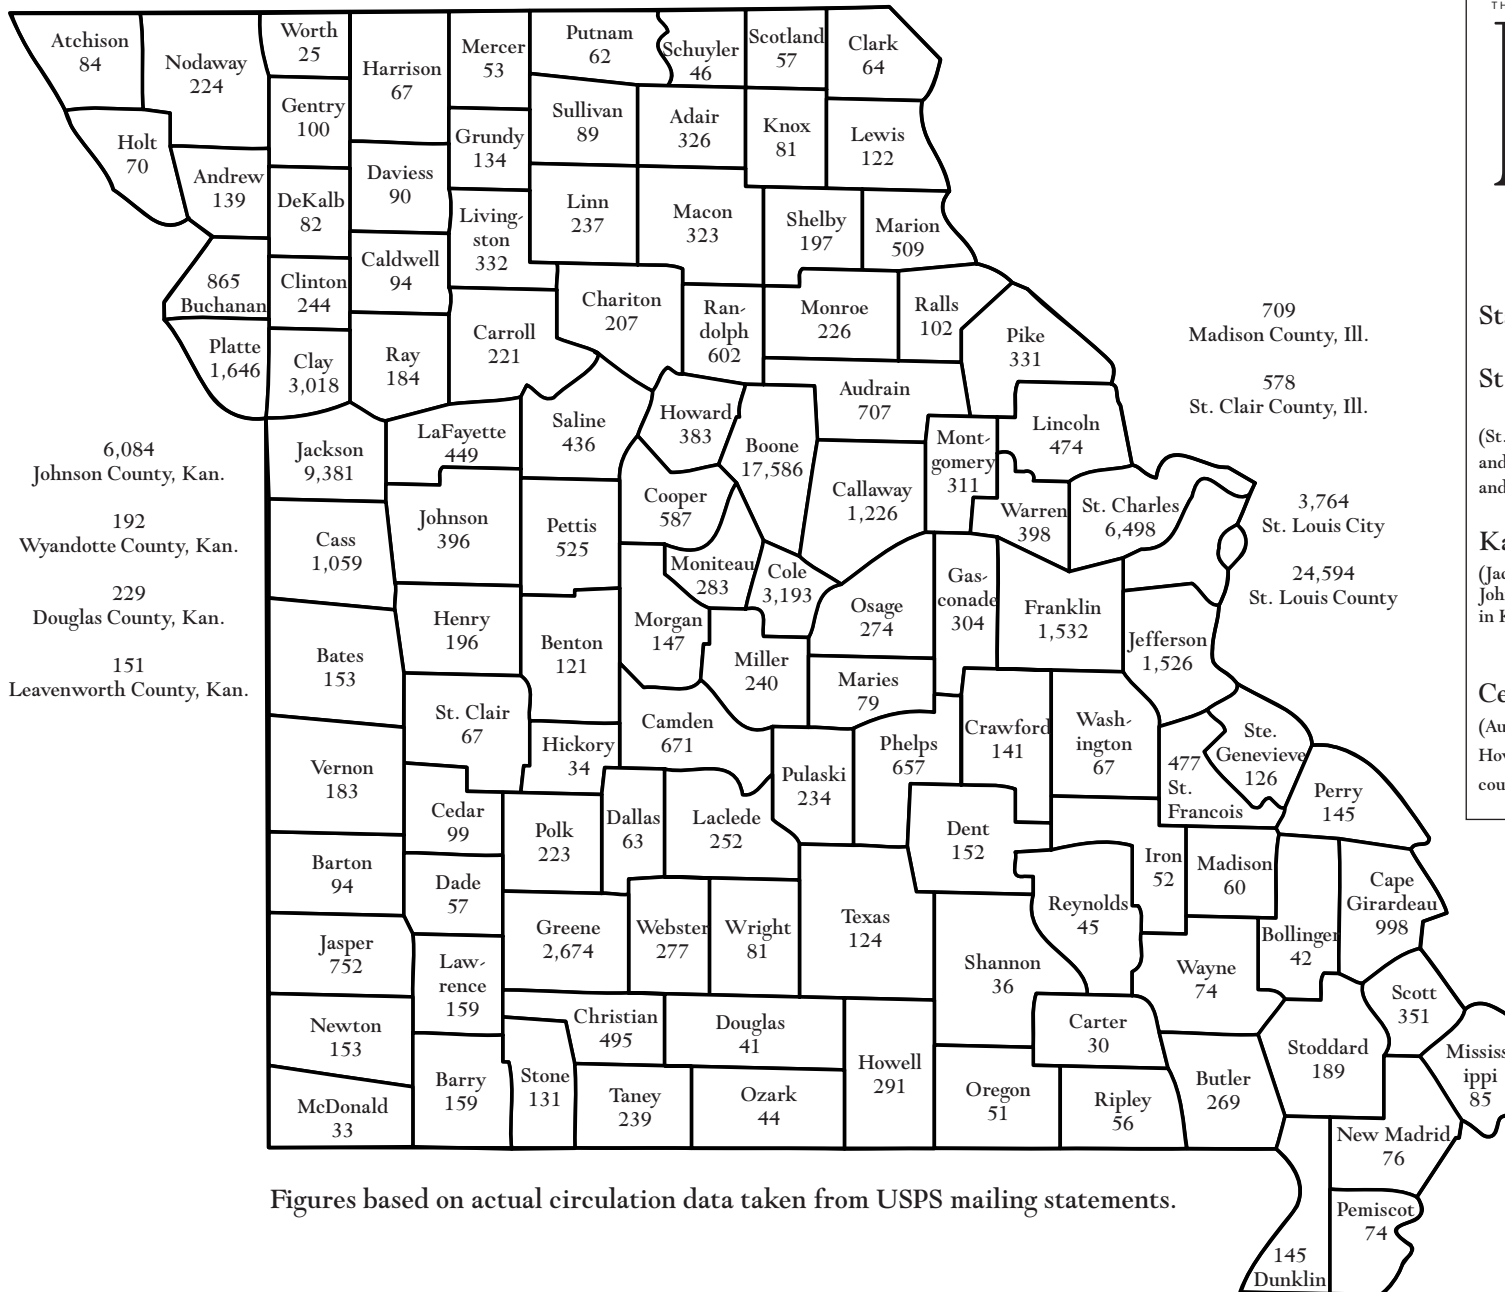 Atchison
84
Nodaway
224
Worth
25
Harrison
67
Mercer
53
Putnam
62
Schuyler
46
Scotland
57
Clark
64
Holt
70
Andrew
139
Gentry
100
DeKalb
82
Daviess
90
Grundy
134
Sullivan
89
Adair
326
Knox
81
Lewis
122
865
Buchanan
Clinton
244
Caldwell
94
Living-
ston
332
Linn
237
Macon
323
Shelby
197
Marion
509
Platte
1,646
Clay
3,018
Ray
184
Carroll
221
Chariton
207
Ran-
dolph
602
Monroe
226
Ralls
102
Pike
331
709
Madison County, Ill.
578
St. Clair County, Ill.
6,084
Johnson County, Kan.
192
Wyandotte County, Kan.
229
Douglas County, Kan.
151
Leavenworth County, Kan.
Jackson
9,381
LaFayette
449
Saline
436
Howard
383
Boone
17,586
Audrain
707
Callaway
1,226
Mont-
gomery
311
Lincoln
474
Warren
398
St. Charles
6,498
3,764
St. Louis City
24,594
St. Louis County
Cass
1,059
Johnson
396
Pettis
525
Cooper
587
Moniteau
283
Cole
3,193
Osage
274
Gas-
conade
304
Franklin
1,532
Jefferson
1,526
Bates
153
Henry
196
Benton
121
Morgan
147
Miller
240
Maries
79
St. Clair
67
Hickory
34
Camden
671
Pulaski
234
Phelps
657
Crawford
141
Wash-
ington
67
477
St.
Francois
Ste.
Genevieve
126
Perry
145
Vernon
183
Cedar
99
Polk
223
Dallas
63
Laclede
252
Dent
152
Iron
52
Madison
60
Cape
Girardeau
998
Barton
94
Dade
57
Greene
2,674
Webster
277
Wright
81
Texas
124
Reynolds
45
Bollinger
42
Jasper
752
Law-
rence
159
Shannon
36
Wayne
74
Scott
351
Newton
153
Christian
495
Douglas
41
Howell
291
Carter
30
Stoddard
189
Mississ
ippi
85
McDonald
33
Barry
159
Stone
131
Taney
239
Ozark
44
Oregon
51
Ripley
56
Butler
269
New Madrid
76
Pemiscot
74
145
Dunklin
Figures based on actual circulation data taken from USPS mailing statements.
TH
St
(St.
and
and
(Jac
in K
(Au
cou